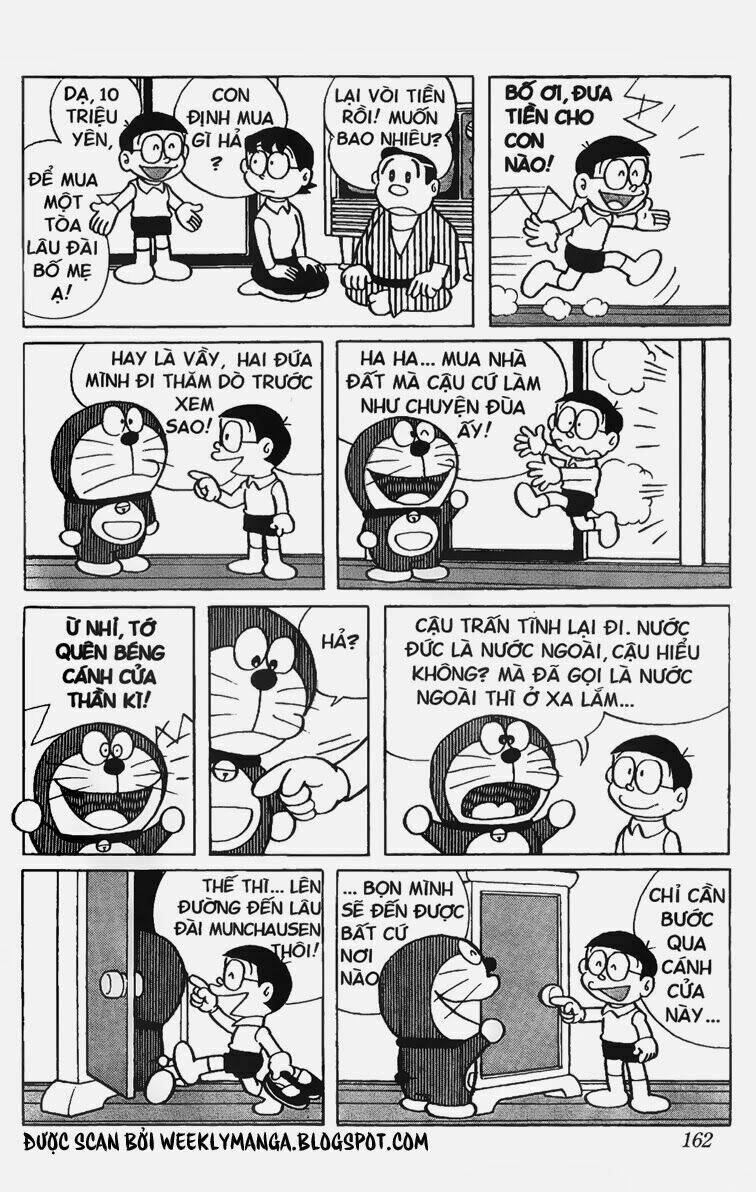 BỐ ƠI, ĐƯA
TIỀN CHO
CON
NÀO!
LẠI VÒI TIỀN
RỒI! MUỐN
BAO NHIÊU?
CON
ĐỊNH MUA
GÌ HẢ
?
DẠ, 10
TRIỆU
YÊN,
ĐỂ MUA
MỘT
TÒA
LÂU ĐÀI
BỐ MẸ
Ạ!
HA HA... MUA NHÀ
ĐẤT MÀ CẬU CỨ LÀM
NHƯ CHUYỆN ĐÙA
ẤY!
HAY LÀ VẦY, HAI ĐỨA
MÌNH ĐI THĂM DÒ TRƯỚC
XEM
SAO!
CẬU TRẤN TĨNH LẠI ĐI. NƯỚC
ĐỨC LÀ NƯỚC NGOÀI, CẬU HIỂU
KHÔNG? MÀ ĐÃ GỌI LÀ NƯỚC
NGOÀI THÌ Ở XA LẮM...
HẢ?
Ừ NHỈ, TỚ
QUÊN BÉNG
CÁNH CỬA
THẦN KÌ!
CHỈ CẦN
BƯỚC
QUA
CÁNH
CỬA
NÀY...
... BỌN MÌNH
SẼ ĐẾN ĐƯỢC
BẤT CỨ
NƠI
NÀO
THẾ THÌ... LÊN
ĐƯỜNG ĐẾN LÂU
ĐÀI MUNCHAUSEN
THÔI!
ĐƯỢC SCAN BỞI WEEKLYMANGA.BLOGSPOT.COM
162